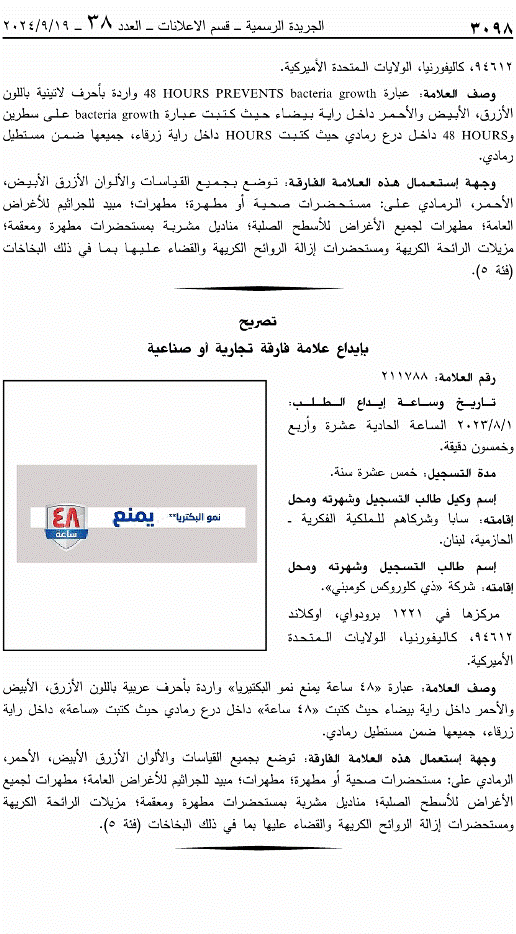 ٣٠٩٨
الجريدة الرسمية ــ قسم الاعلانات ــ العدد ٣٨ ــ ٢٠٢٤/٩/١٩
٩٤٦١٢، كاليفورنيا، الولايات المتحدة الأميركية.
وصف العلامة: عبارة 48 HOURS PREVENTS bacteria growth واردة بأحرف لاتينية باللون
الأزرق، الأبيض والأحمر داخل راية بيضاء حيث كتبت عبارة bacteria growth على سطرين
و48 HOURS داخل درع رمادي حيث كتبت HOURS داخل راية زرقاء، جميعها ضمن مستطيل
رمادي.
وجهة إستعمال هذه العلامة الفارقة: توضع بجميع القياسات والألوان الأزرق الأبيض،
الأحمر، الرمادي على: مستحضرات صحية أو مطهرة؛ مطهرات؛ مبيد للجراثيم للأغراض
العامة؛ مطهرات لجميع الأغراض للأسطح الصلبة؛ مناديل مشربة بمستحضرات مطهرة ومعقمة؛
مزيلات الرائحة الكريهة ومستحضرات إزالة الروائح الكريهة والقضاء عليها بما في ذلك البخاخات
(فئة ٥).
تصريح
بإيداع علامة فارقة تجارية أو صناعية
رقم العلامة: ٢١١٧٨٨
تاريخ وساعة إيداع الطلب:
٢٠٢٣/٨/١ الساعة الحادية عشرة وأربع
وخمسون دقيقة.
مدة التسجيل: خمس عشرة سنة.
إسم وكيل طالب التسجيل وشهرته ومحل
إقامته: سابا وشركاهم للملكية الفكرية ــ
الحازمية، لبنان.
إسم طالب التسجيل وشهرته ومحل
إقامته: شركة «ذي كلوروكس كومبني».
مركزها في ١٢٢١ برودواي، اوكلاند
٩٤٦١٢، كاليفورنيا، الولايات المتحدة
الأميركية.
٤٨
ساعة
يمنع
نمو البكتريا**
وصف العلامة: عبارة «٤٨ ساعة يمنع نمو البكتيريا» واردة بأحرف عربية باللون الأزرق، الأبيض
والأحمر داخل راية بيضاء حيث كتبت «٤٨ ساعة» داخل درع رمادي حيث كتبت «ساعة» داخل راية
زرقاء، جميعها ضمن مستطيل رمادي.
وجهة إستعمال هذه العلامة الفارقة: توضع بجميع القياسات والألوان الأزرق الأبيض، الأحمر،
الرمادي على: مستحضرات صحية أو مطهرة؛ مطهرات؛ مبيد للجراثيم للأغراض العامة؛ مطهرات لجميع
الأغراض للأسطح الصلبة؛ مناديل مشربة بمستحضرات مطهرة ومعقمة؛ مزيلات الرائحة الكريهة
ومستحضرات إزالة الروائح الكريهة والقضاء عليها بما في ذلك البخاخات (فئة ٥).